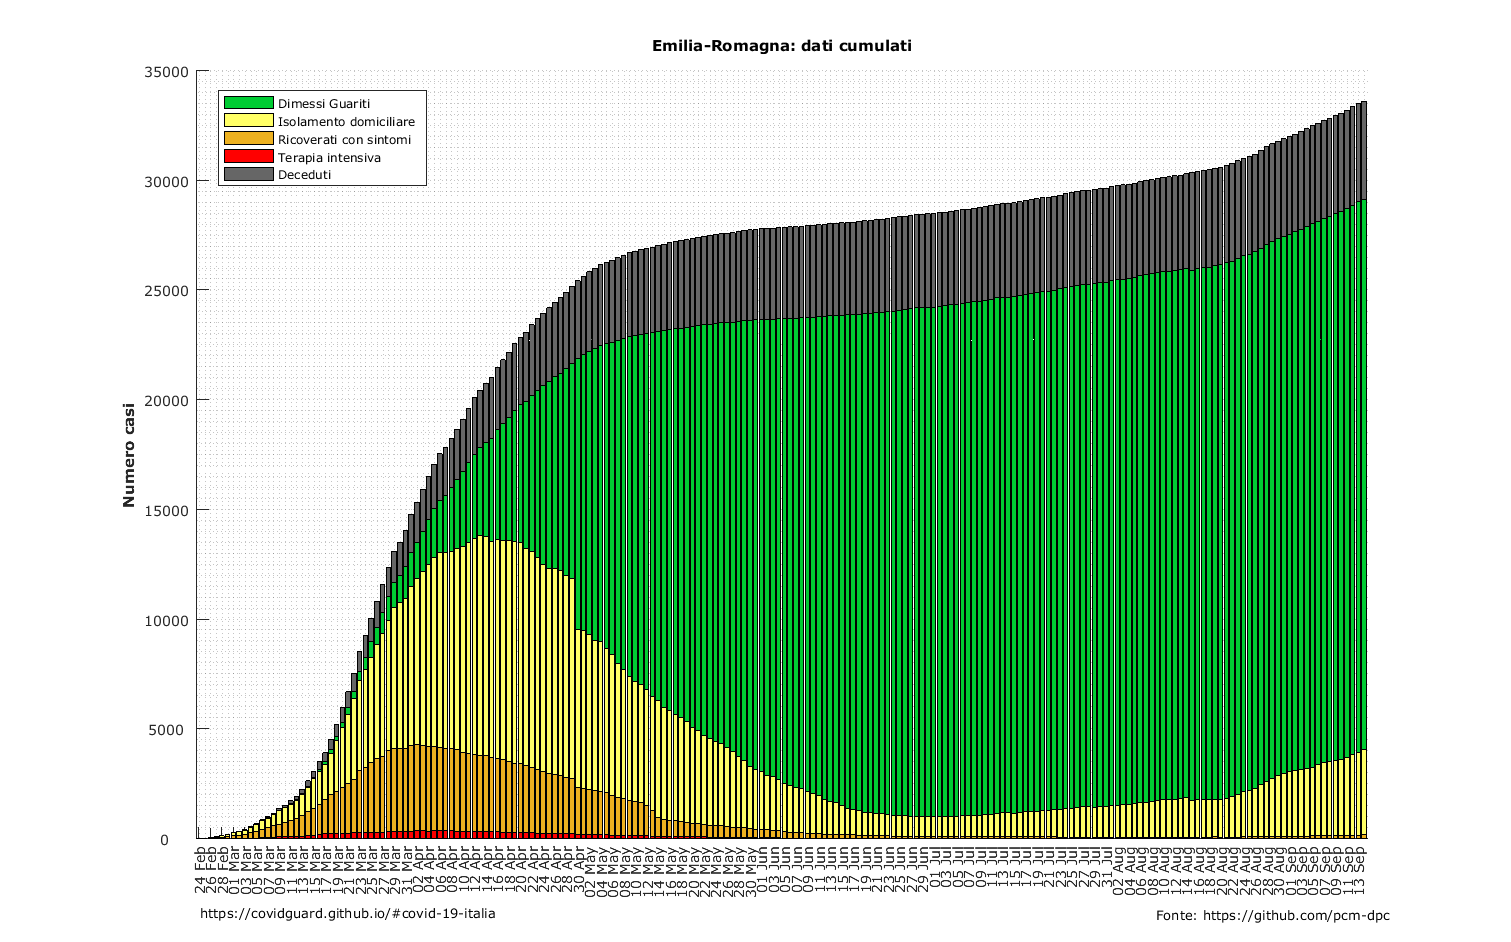 Emilia-Romagna: dati cumulati
Numero casi
35000
30000
25000
20000
15000
10000
5000
0
Dimessi Guariti
Isolamento domiciliare
Ricoverati con sintomi
Terapia intensiva
Deceduti
24 Feb
26 Feb
28 Feb
01 Mar
03 Mar
05 Mar
07 Mar
09 Mar
11 Mar
13 Mar
15 Mar
17 Mar
19 Mar
21 Mar
23 Mar
25 Mar
27 Mar
29 Mar
31 Mar
02 Apr
04 Apr
06 Apr
08 Apr
10 Apr
12 Apr
14 Apr
16 Apr
18 Apr
20 Apr
22 Apr
24 Apr
26 Apr
28 Apr
30 Apr
02 May
04 May
06 May
08 May
10 May
12 May
14 May
16 May
18 May
20 May
22 May
24 May
26 May
28 May
30 May
01 Jun
03 Jun
05 Jun
07 Jun
09 Jun
11 Jun
13 Jun
15 Jun
17 Jun
19 Jun
21 Jun
23 Jun
25 Jun
27 Jun
29 Jun
01 Jul
03 Jul
05 Jul
07 Jul
09 Jul
11 Jul
13 Jul
15 Jul
17 Jul
19 Jul
21 Jul
23 Jul
25 Jul
27 Jul
29 Jul
31 Jul
02 Aug
04 Aug
06 Aug
08 Aug
10 Aug
12 Aug
14 Aug
16 Aug
18 Aug
20 Aug
22 Aug
24 Aug
26 Aug
28 Aug
30 Aug
01 Sep
03 Sep
05 Sep
07 Sep
09 Sep
11 Sep
13 Sep
https://covidguard.github.io/#covid-19-italia
Fonte: https://github.com/pcm-dpc